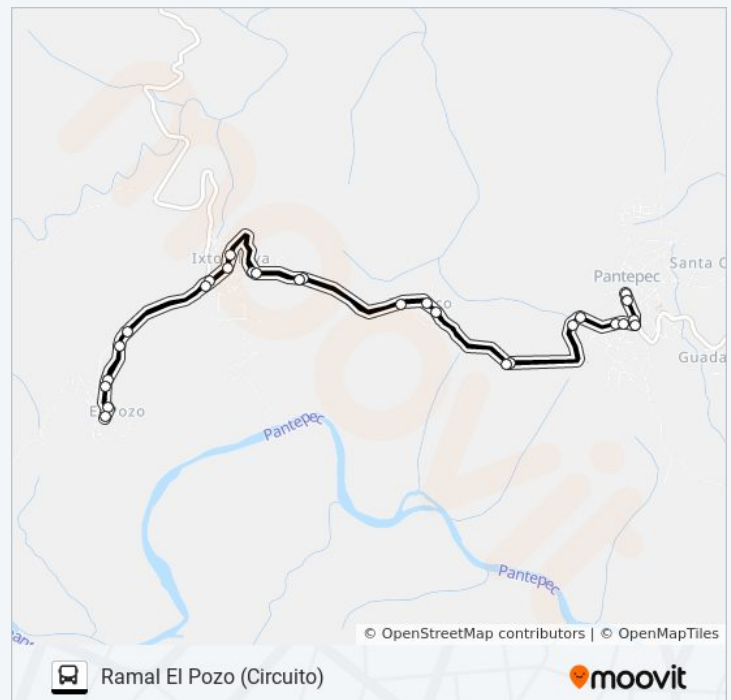 Pantepec
Santa C
Guada
Pantepec
Pantepec
© OpenStreetMap contributors | © OpenMapTiles
Ramal El Pozo (Circuito)
moovit